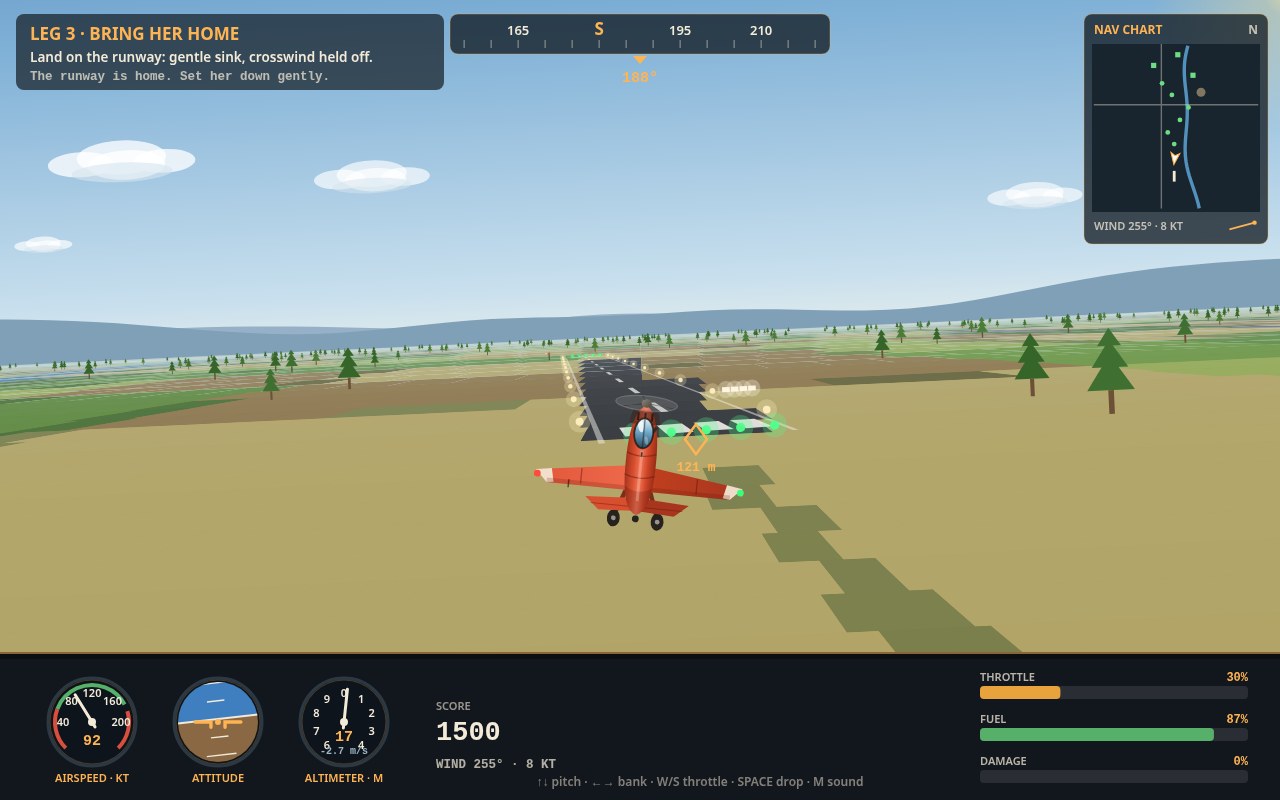 LEG 3 · BRING HER HOME
Land on the runway: gentle sink, crosswind held off.
The runway is home. Set her down gently.
165 S 195 210
188°
NAV CHART N
WIND 255° · 8 KT
121 m
40 80 120 160 200
92
AIRSPEED · KT
ATTITUDE
0 1 2 3 4 6 7 8 9
17
-2.7 m/s
ALTIMETER · M
SCORE
1500
WIND 255° · 8 KT
↑↓ pitch · ←→ bank · W/S throttle · SPACE drop · M sound
THROTTLE 30%
FUEL 87%
DAMAGE 0%